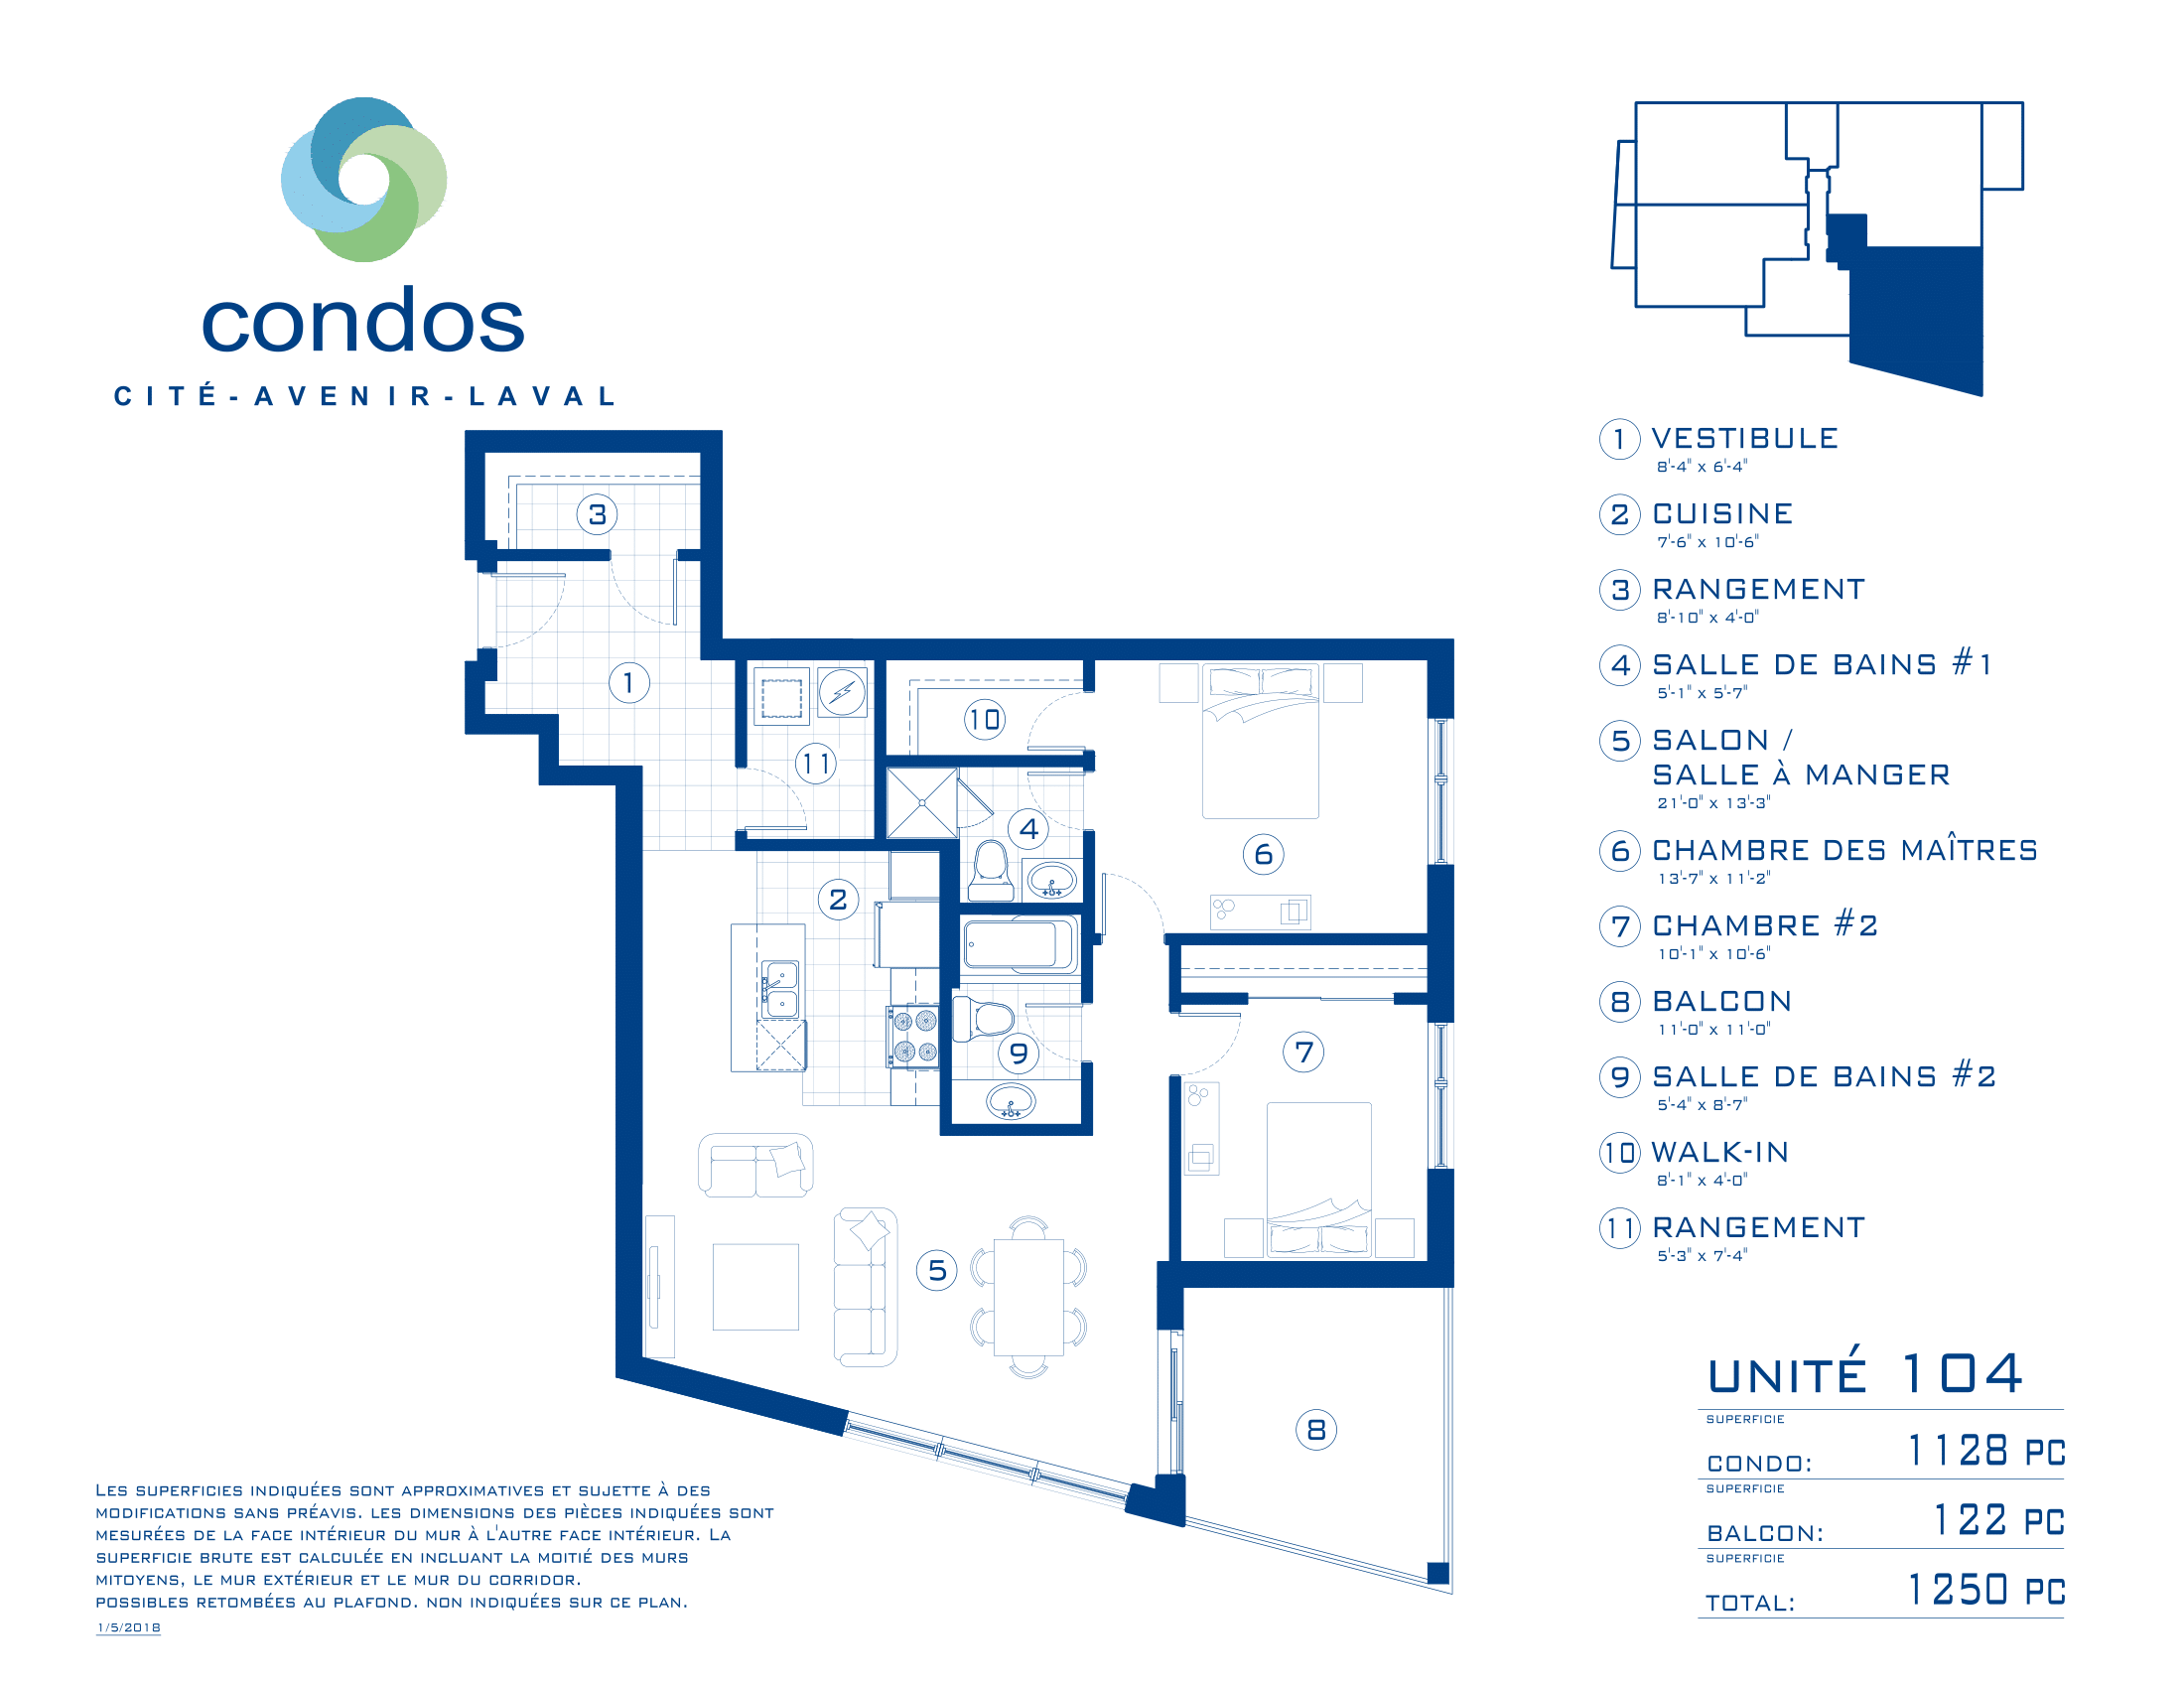 condos
CITÉ-AVENIR-LAVAL
1 VESTIBULE
8'-4" x 6'-4"
2 CUISINE
7'-6" x 10'-6"
3 RANGEMENT
8'-10" x 4'-0"
4 SALLE DE BAINS #1
5'-1" x 5'-7"
5 SALON /
SALLE À MANGER
21'-0" x 13'-3"
6 CHAMBRE DES MAÎTRES
13'-7" x 11'-2"
7 CHAMBRE #2
10'-1" x 10'-6"
8 BALCON
11'-0" x 11'-0"
9 SALLE DE BAINS #2
5'-4" x 8'-7"
10 WALK-IN
8'-1" x 4'-0"
11 RANGEMENT
5'-3" x 7'-4"
3
1
10
11
4
6
2
9
7
5
8
UNITÉ 104
SUPERFICIE
CONDO: 1128 PC
SUPERFICIE
BALCON: 122 PC
SUPERFICIE
TOTAL: 1250 PC
LES SUPERFICIES INDIQUÉES SONT APPROXIMATIVES ET SUJETTE À DES
MODIFICATIONS SANS PRÉAVIS. LES DIMENSIONS DES PIÈCES INDIQUÉES SONT
MESURÉES DE LA FACE INTÉRIEUR DU MUR À L'AUTRE FACE INTÉRIEUR. LA
SUPERFICIE BRUTE EST CALCULÉE EN INCLUANT LA MOITIÉ DES MURS
MITOYENS, LE MUR EXTÉRIEUR ET LE MUR DU CORRIDOR.
POSSIBLES RETOMBÉES AU PLAFOND. NON INDIQUÉES SUR CE PLAN.
1/5/2018